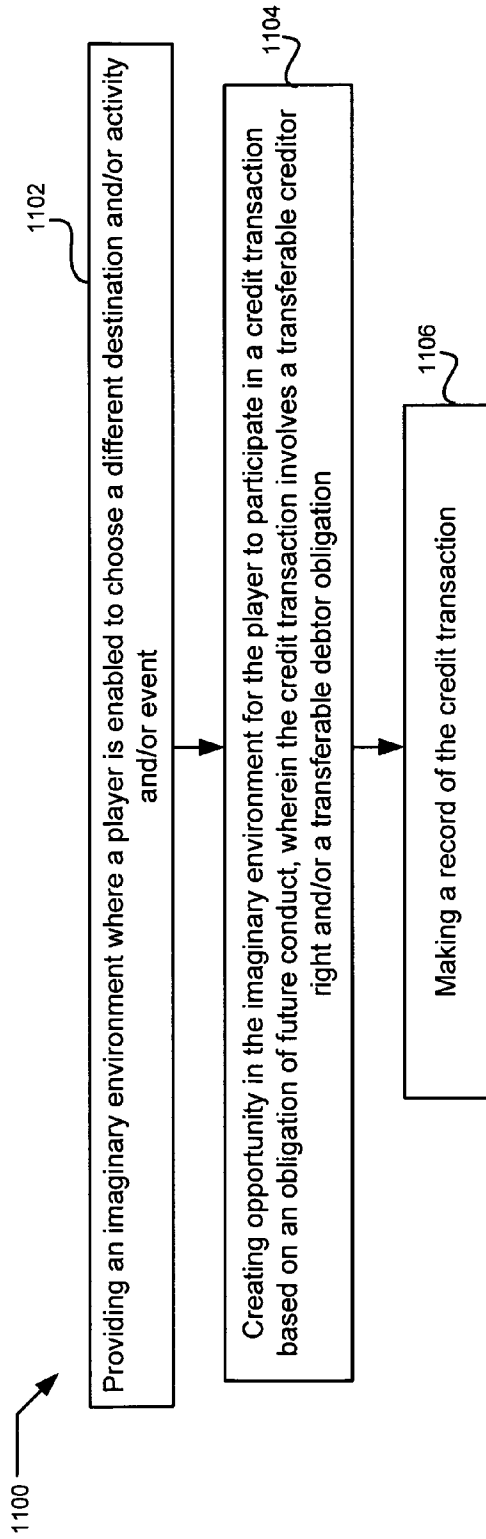 1100
1102
Providing an imaginary environment where a player is enabled to choose a different destination and/or activity
and/or event
1104
Creating opportunity in the imaginary environment for the player to participate in a credit transaction
based on an obligation of future conduct, wherein the credit transaction involves a transferable creditor
right and/or a transferable debtor obligation
1106
Making a record of the credit transaction